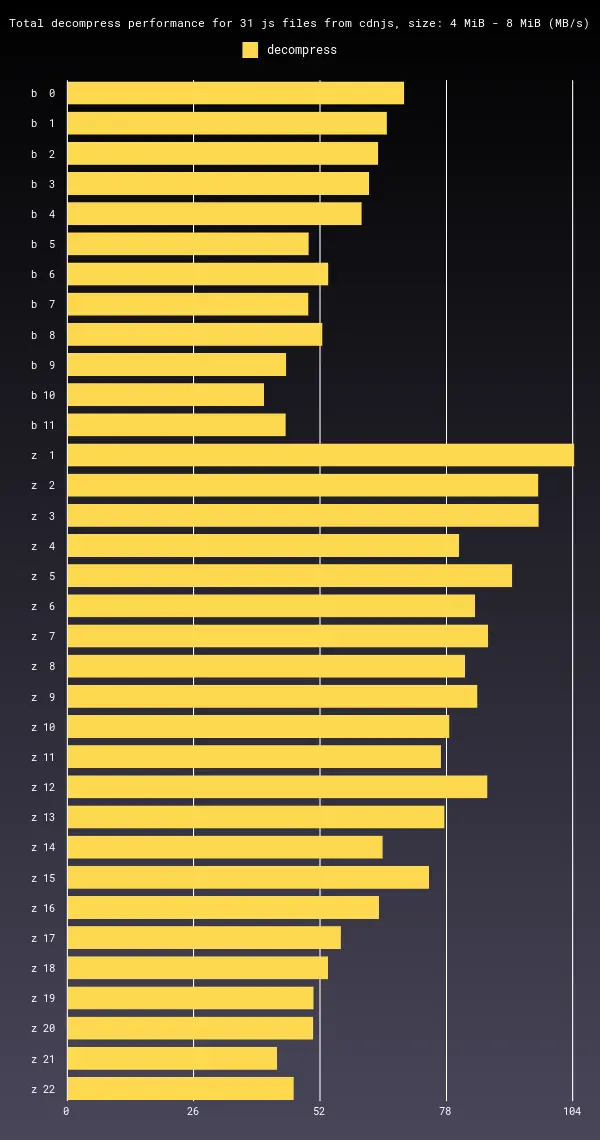 Total decompress performance for 31 js files from cdnjs, size: 4 MiB - 8 MiB (MB/s)
decompress
b 0
b 1
b 2
b 3
b 4
b 5
b 6
b 7
b 8
b 9
b 10
b 11
z 1
z 2
z 3
z 4
z 5
z 6
z 7
z 8
z 9
z 10
z 11
z 12
z 13
z 14
z 15
z 16
z 17
z 18
z 19
z 20
z 21
z 22
0 26 52 78 104